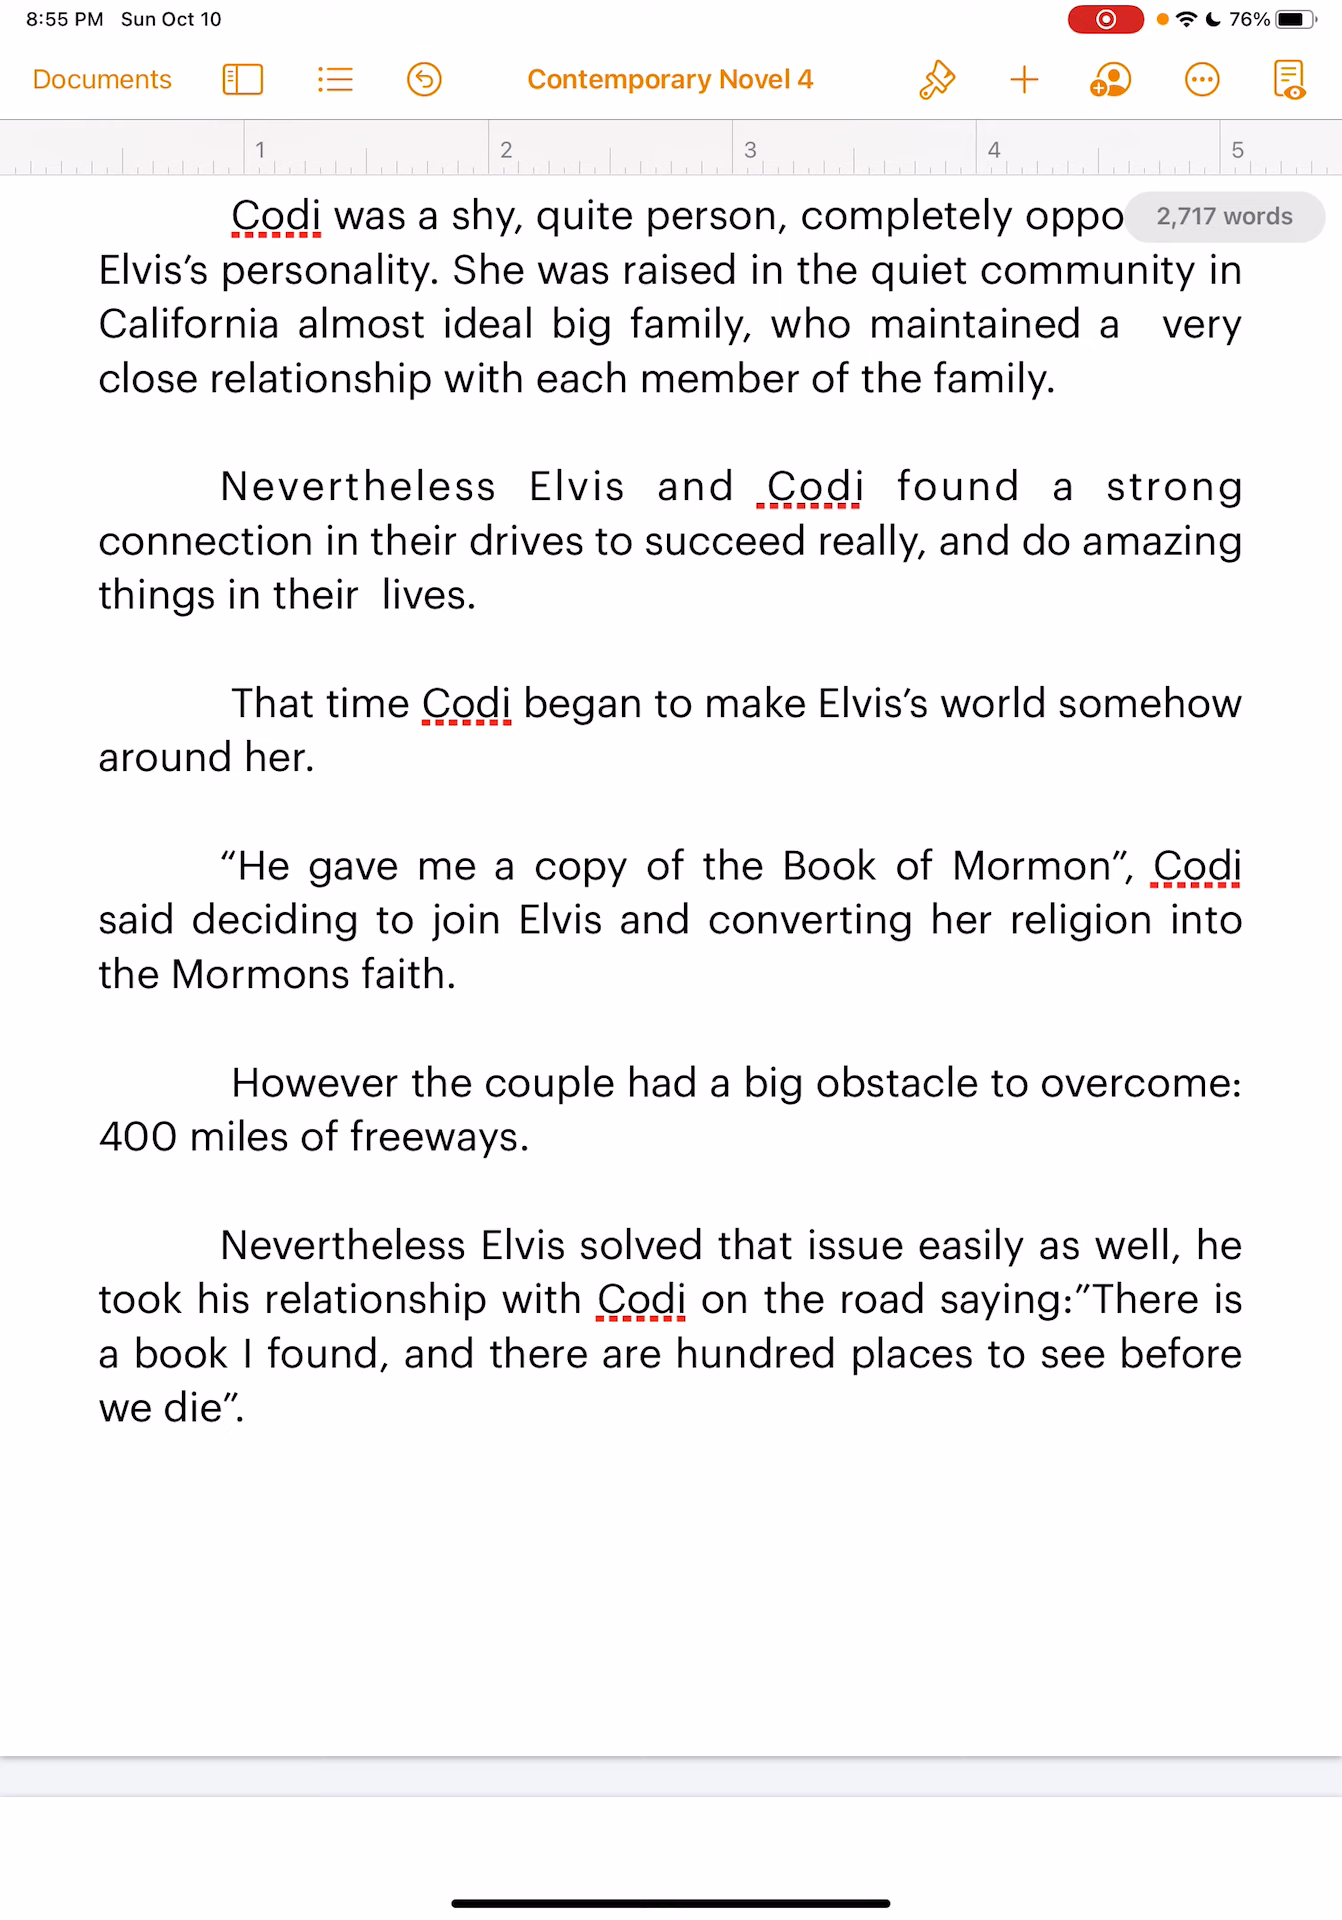 8:55 PM Sun Oct 10
76%
Documents
Contemporary Novel 4
1 2 3 4 5
2,717 words
Codi was a shy, quite person, completely oppo
Elvis’s personality. She was raised in the quiet community in
California almost ideal big family, who maintained a very
close relationship with each member of the family.
Nevertheless Elvis and Codi found a strong
connection in their drives to succeed really, and do amazing
things in their lives.
That time Codi began to make Elvis’s world somehow
around her.
“He gave me a copy of the Book of Mormon”, Codi
said deciding to join Elvis and converting her religion into
the Mormons faith.
However the couple had a big obstacle to overcome:
400 miles of freeways.
Nevertheless Elvis solved that issue easily as well, he
took his relationship with Codi on the road saying:”There is
a book I found, and there are hundred places to see before
we die”.